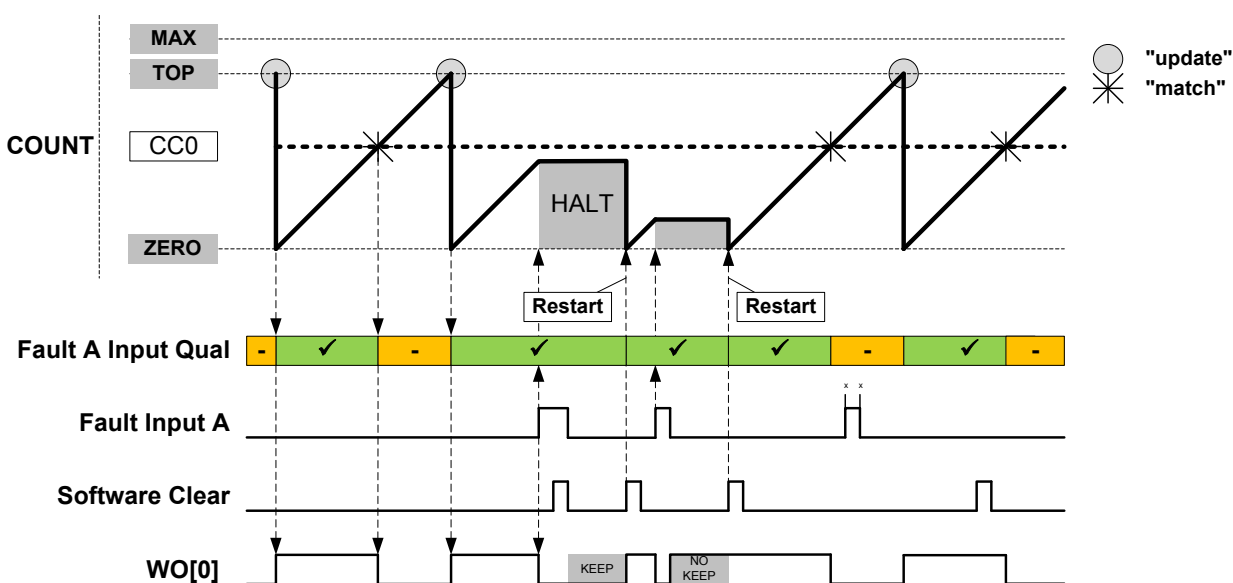 MAX
TOP
"update"
"match"
COUNT
CC0
HALT
ZERO
Restart
Restart
Fault A Input Qual
- ✓ - ✓ ✓ ✓ - ✓ -
x x
Fault Input A
Software Clear
WO[0]
KEEP
NO
KEEP